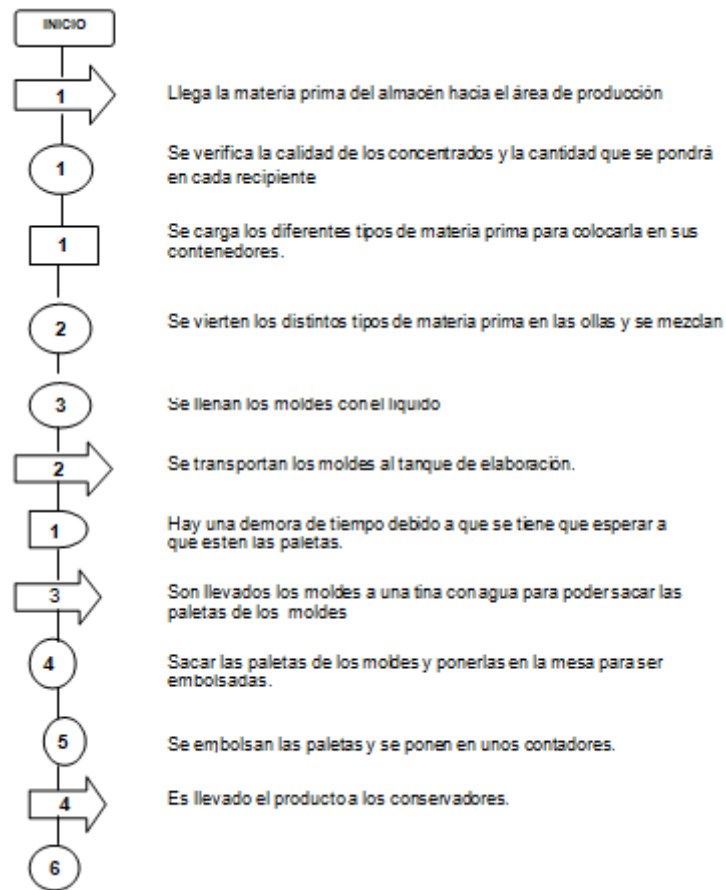 INICIO
1
Llega la materia prima del almacén hacia el área de producción
1
Se verifica la calidad de los concentrados y la cantidad que se pondrá
en cada recipiente
1
Se carga los diferentes tipos de materia prima para colocarla en sus
contenedores.
2
Se vierten los distintos tipos de materia prima en las ollas y se mezclan
3
Se llenan los moldes con el liquido
2
Se transportan los moldes al tanque de elaboración.
1
Hay una demora de tiempo debido a que se tiene que esperar a
que esten las paletas.
3
Son llevados los moldes a una tina con agua para poder sacar las
paletas de los moldes
4
Sacar las paletas de los moldes y ponerlas en la mesa para ser
embolsadas.
5
Se embolsan las paletas y se ponen en unos contadores.
4
Es llevado el producto a los conservadores.
6